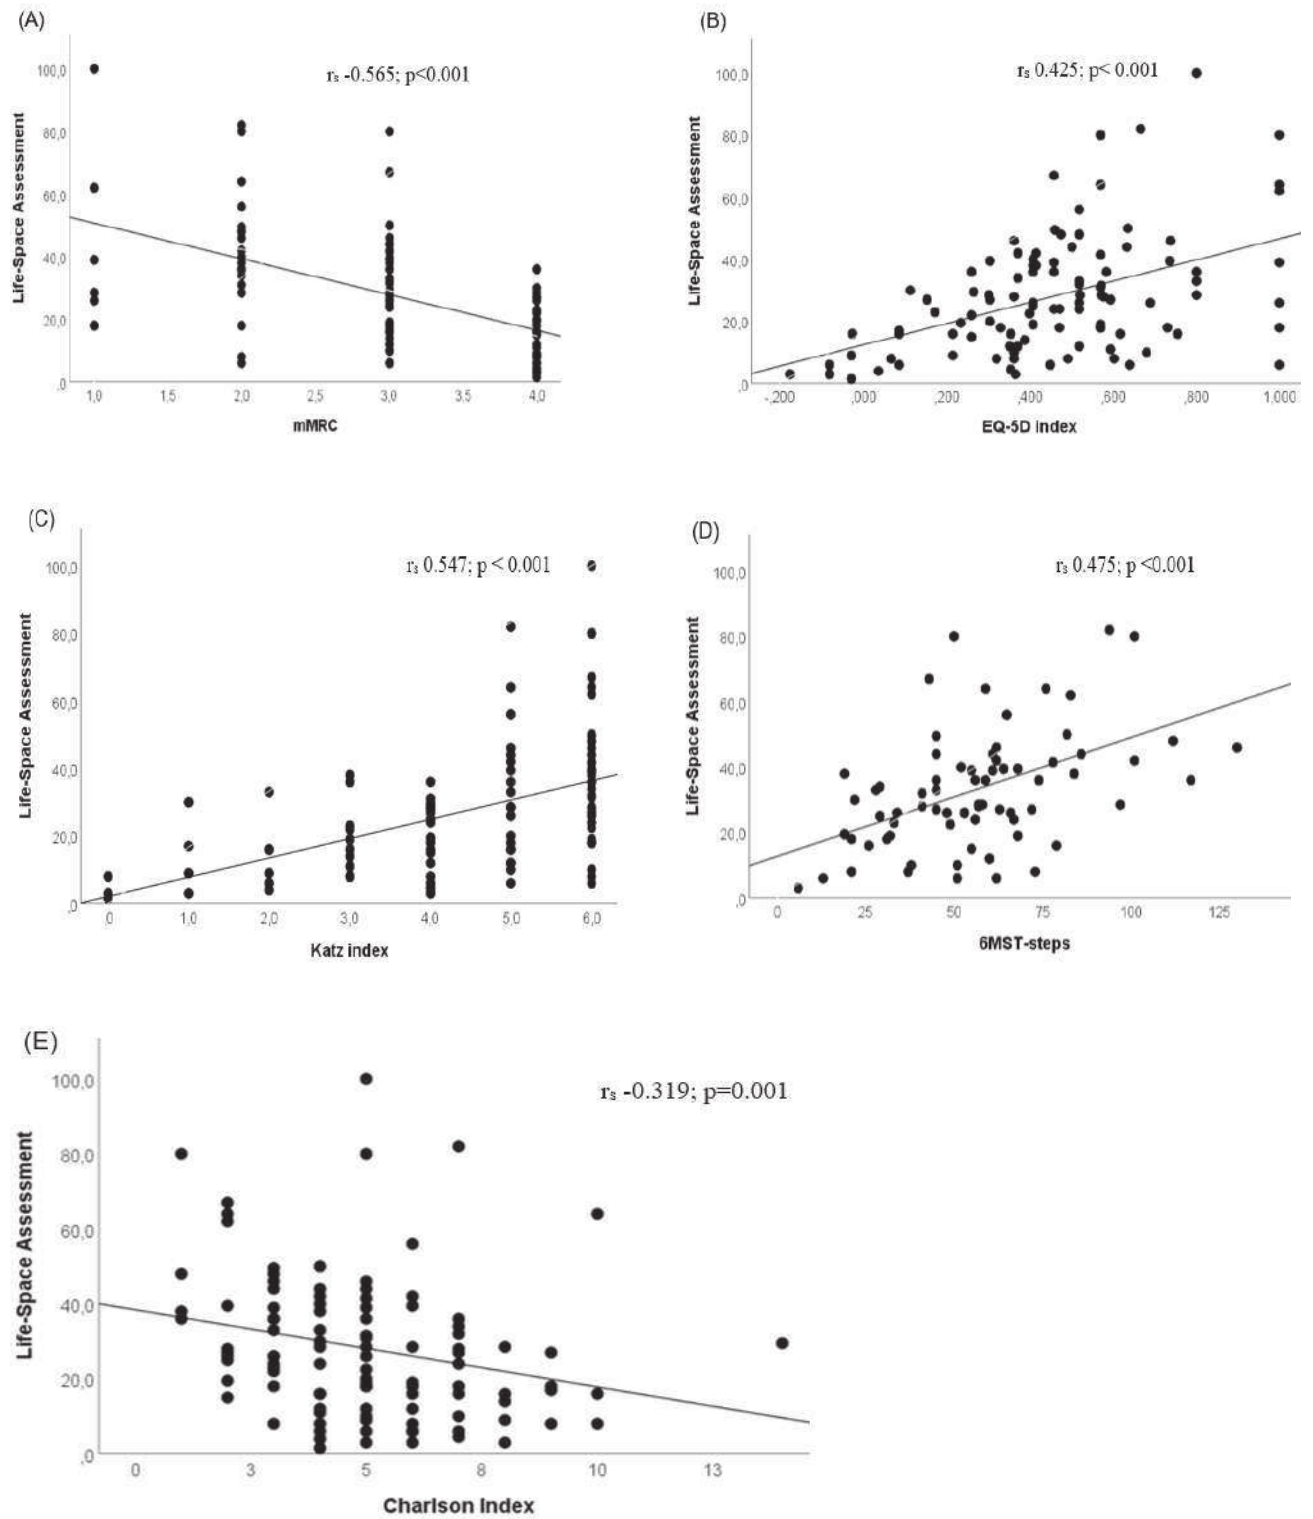 (A)
r_s -0.565; p<0.001
100,0
80,0
60,0
40,0
20,0
,0
Life-Space Assessment
1,0 1,5 2,0 2,5 3,0 3,5 4,0
mMRC
(B)
r_s 0.425; p< 0.001
100,0
80,0
60,0
40,0
20,0
,0
Life-Space Assessment
-,200 ,000 ,200 ,400 ,600 ,800 1,000
EQ-5D index
(C)
r_s 0.547; p < 0.001
100,0
80,0
60,0
40,0
20,0
,0
Life-Space Assessment
,0 1,0 2,0 3,0 4,0 5,0 6,0
Katz index
(D)
r_s 0.475; p <0.001
100,0
80,0
60,0
40,0
20,0
,0
Life-Space Assessment
0 25 50 75 100 125
6MST-steps
(E)
r_s -0.319; p=0.001
100,0
80,0
60,0
40,0
20,0
,0
Life-Space Assessment
0 3 5 8 10 13
Charlson Index